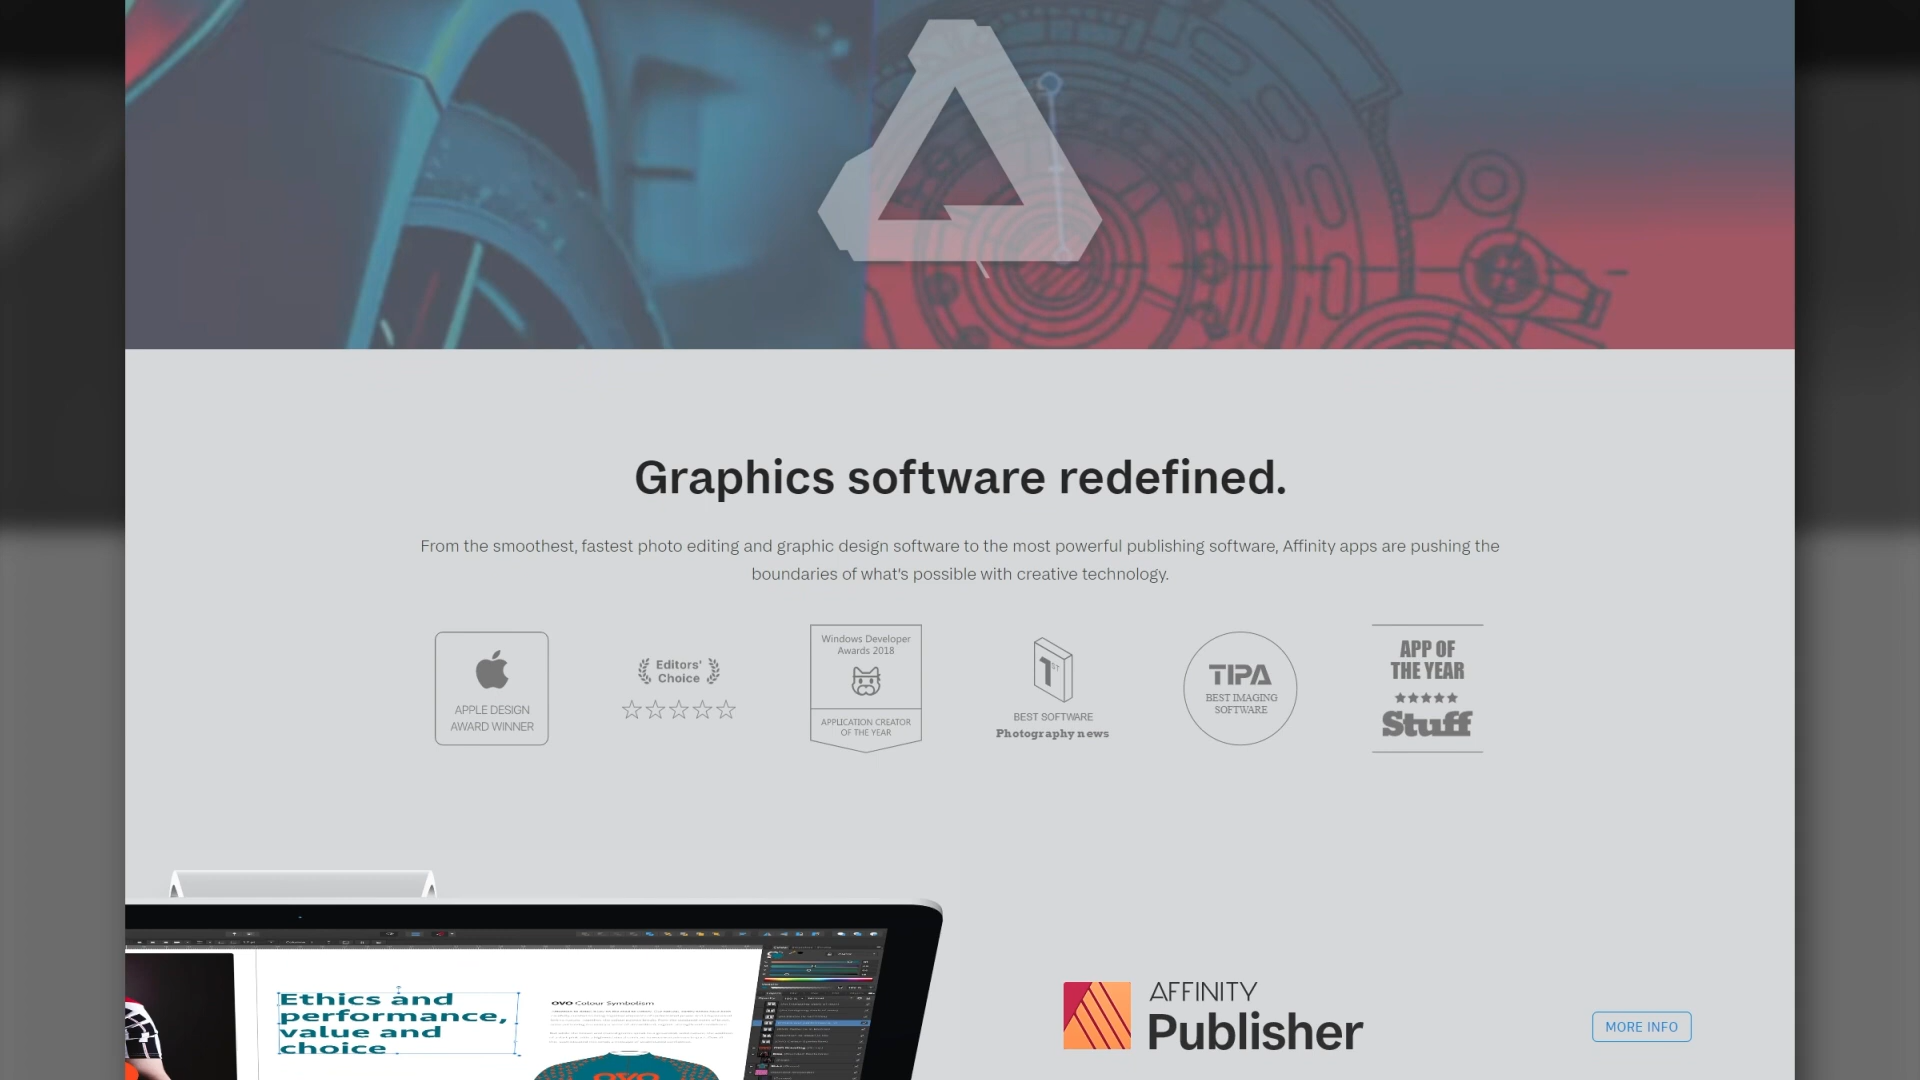 Graphics software redefined.
From the smoothest, fastest photo editing and graphic design software to the most powerful publishing software, Affinity apps are pushing the
boundaries of what's possible with creative technology.
APPLE DESIGN
AWARD WINNER
Editors'
Choice
Windows Developer
Awards 2018
APPLICATION CREATOR
OF THE YEAR
1ST
BEST SOFTWARE
Photography news
TIPA
BEST IMAGING
SOFTWARE
APP OF
THE YEAR
Stuff
Ethics and
performance,
value and
choice
OVO Colour Symbolism
OVO
AFFINITY
Publisher
MORE INFO